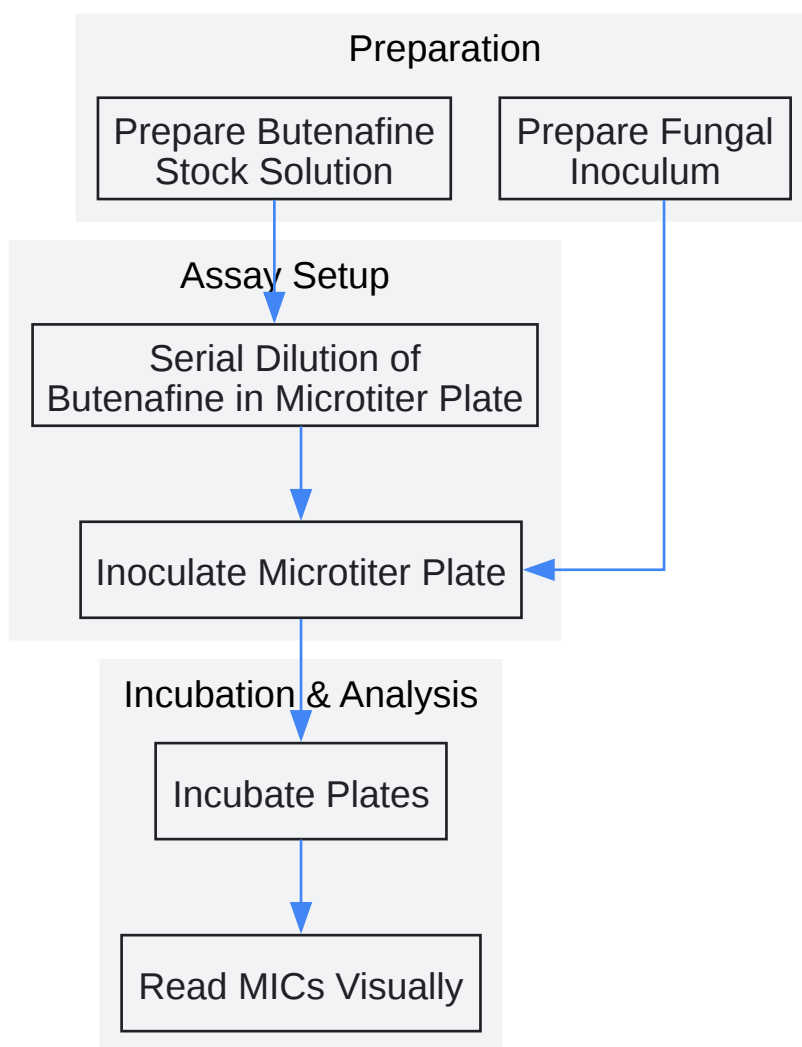 Preparation
Prepare Butenafine
Stock Solution
Prepare Fungal
Inoculum
Assay Setup
Serial Dilution of
Butenafine in Microtiter Plate
Inoculate Microtiter Plate
Incubation & Analysis
Incubate Plates
Read MICs Visually